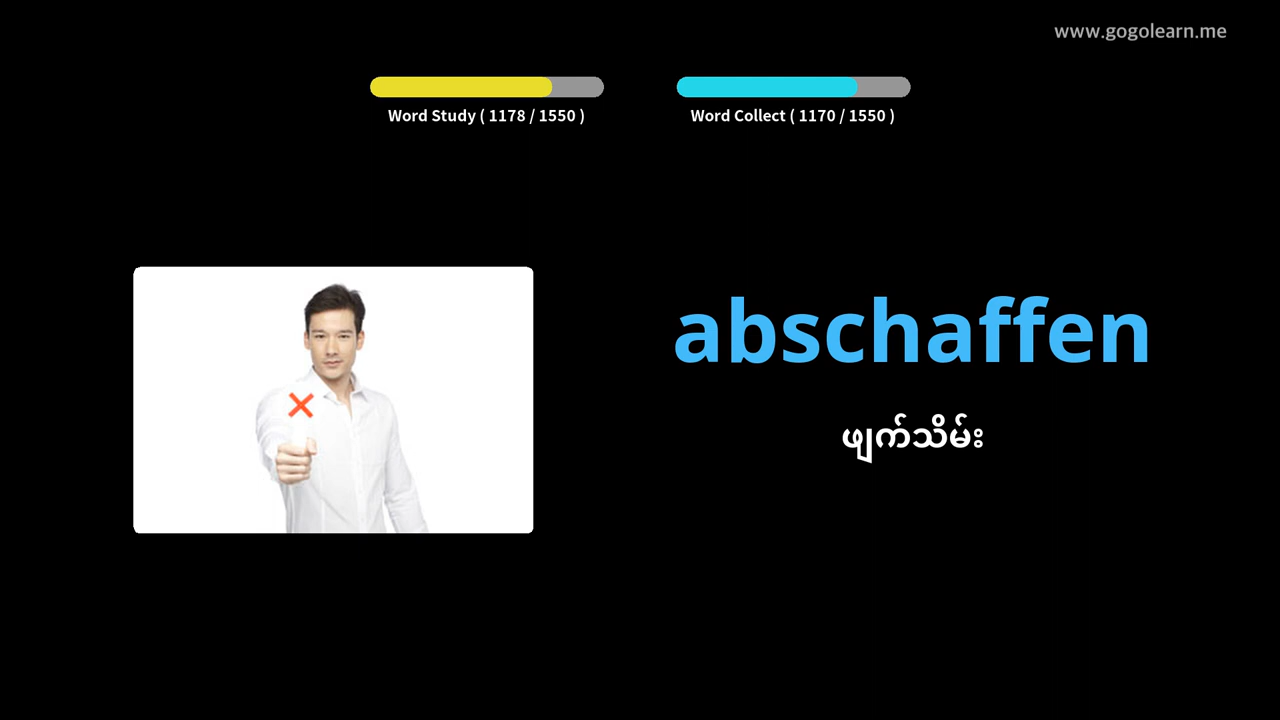 www.gogolearn.me
Word Study ( 1178 / 1550 )
Word Collect ( 1170 / 1550 )
abschaffen
ဖျက်သိမ်း